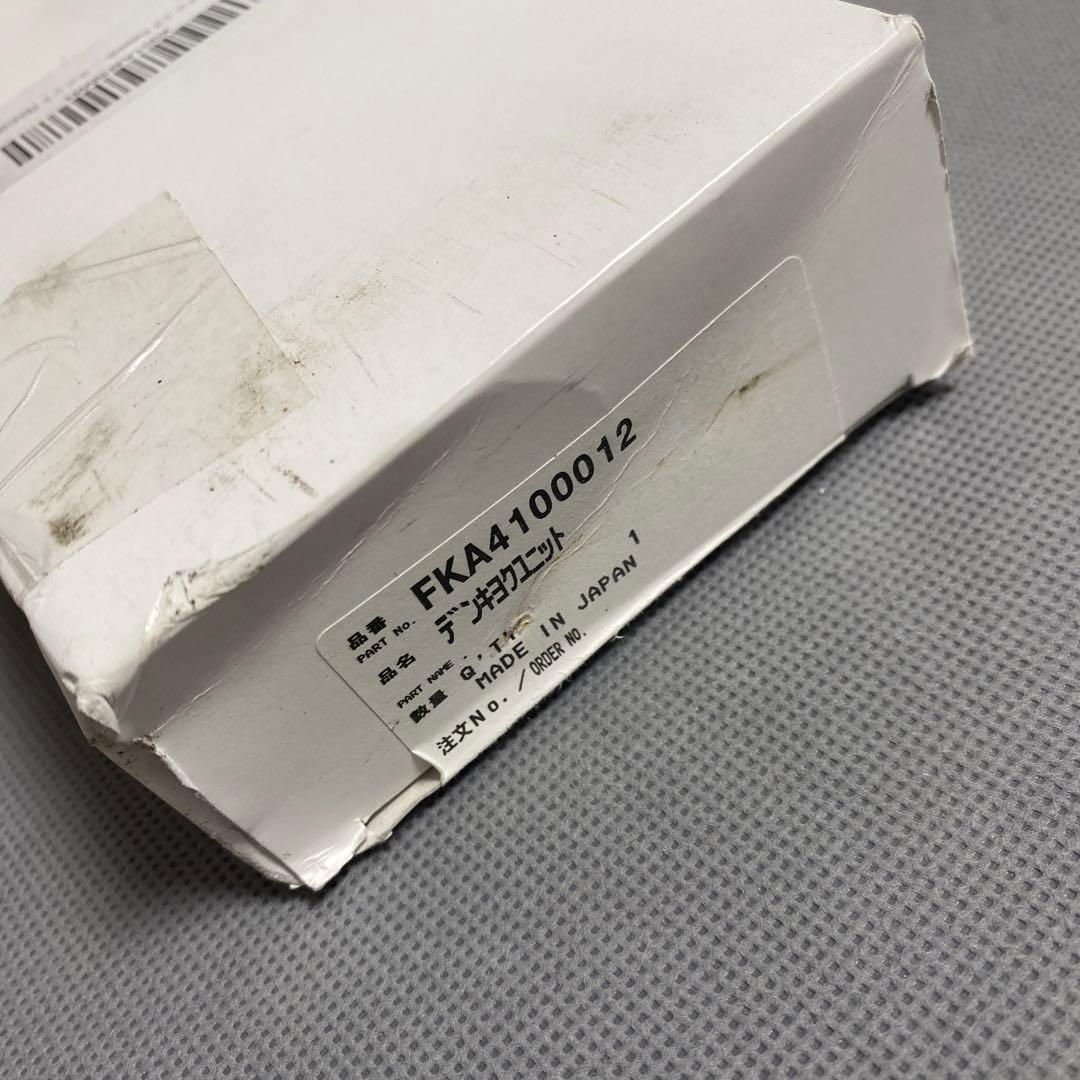 品番 PART No. FKA4100012
品名 PART NAME デンキヨクユニット
数量 Q,TY 1
MADE IN JAPAN
注文No./ORDER NO.